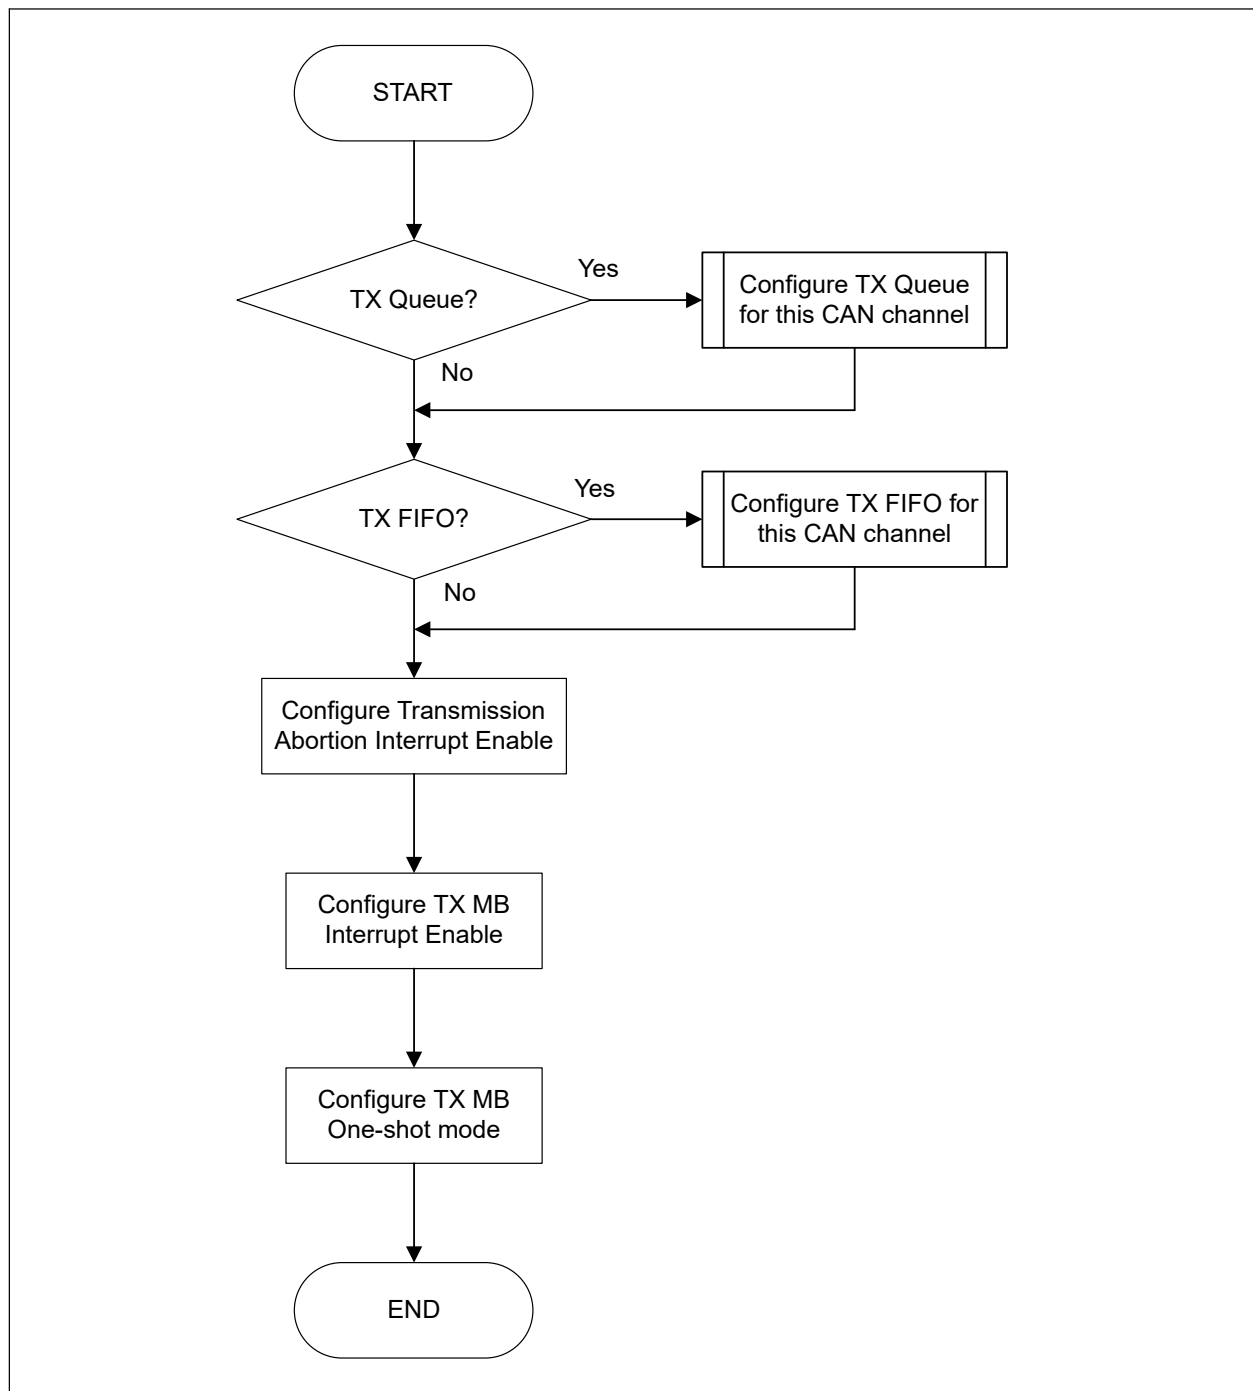 START
TX Queue?
Yes
Configure TX Queue
for this CAN channel
No
TX FIFO?
Yes
Configure TX FIFO for
this CAN channel
No
Configure Transmission
Abortion Interrupt Enable
Configure TX MB
Interrupt Enable
Configure TX MB
One-shot mode
END